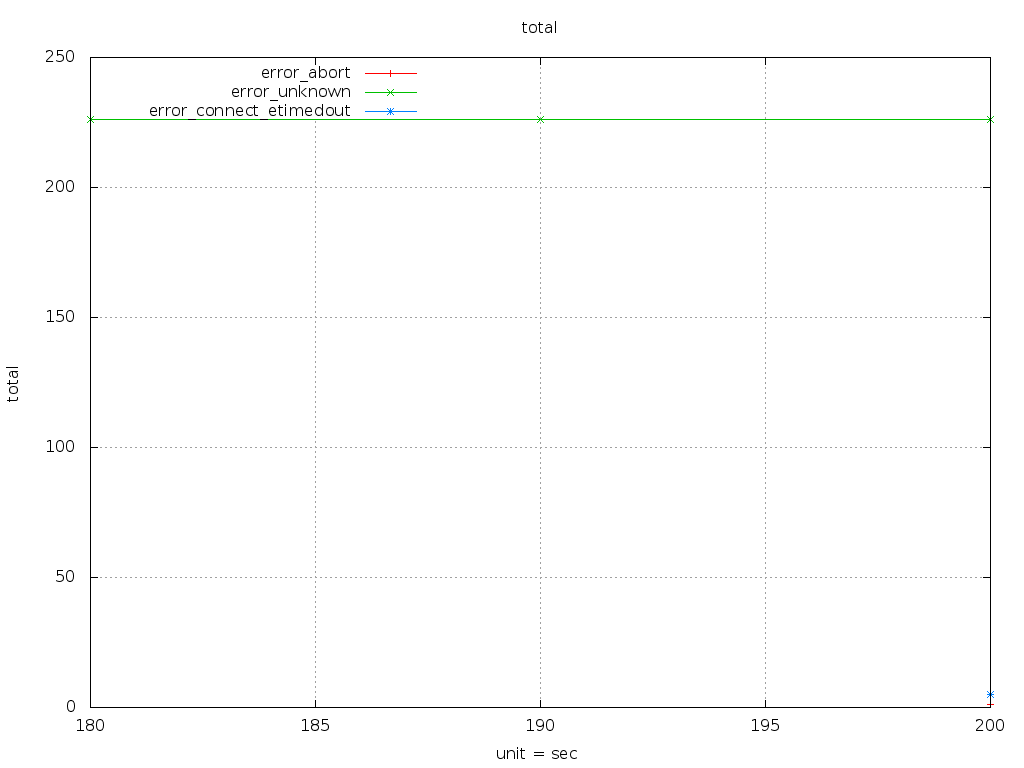 total
250
error_abort
error_unknown
error_connect_etimedout
200
150
total
100
50
0
180 185 190 195 200
unit = sec